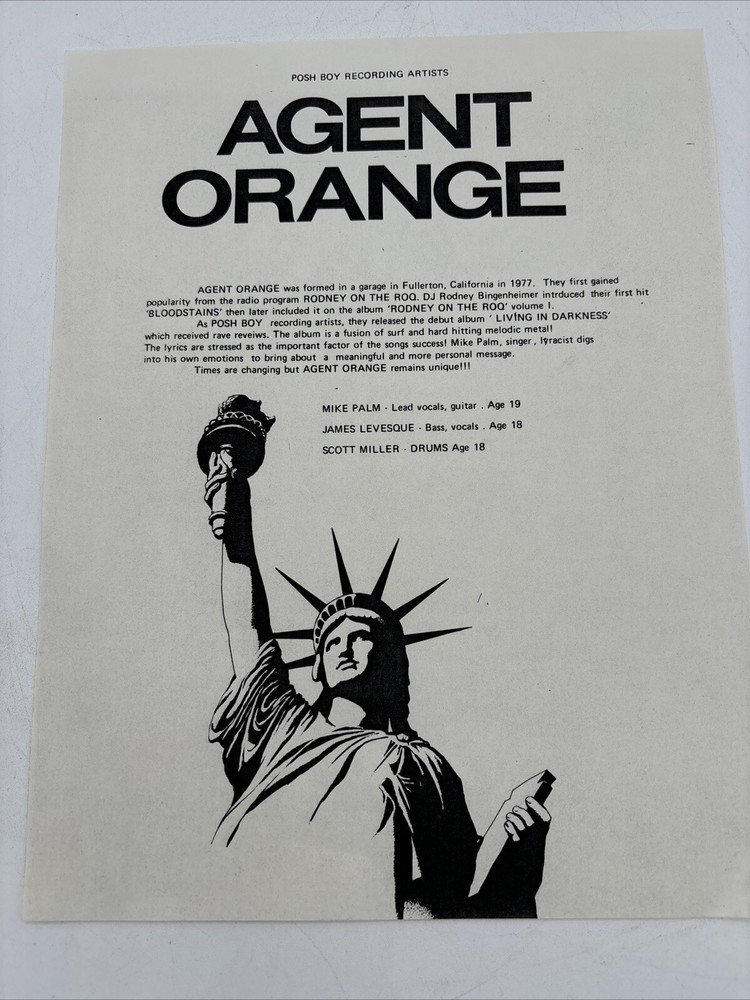 POSH BOY RECORDING ARTISTS
AGENT
ORANGE
AGENT ORANGE was formed in a garage in Fullerton, California in 1977. They first gained
popularity from the radio program RODNEY ON THE ROQ. DJ Rodney Bingenheimer intrduced their first hit
'BLOODSTAINS' then later included it on the album 'RODNEY ON THE ROQ' volume I.
As POSH BOY recording artists, they released the debut album ' LIVING IN DARKNESS'
which received rave reveiws. The album is a fusion of surf and hard hitting melodic metal!
The lyrics are stressed as the important factor of the songs success! Mike Palm, singer , lyracist digs
into his own emotions to bring about a meaningful and more personal message.
Times are changing but AGENT ORANGE remains unique!!!
MIKE PALM - Lead vocals, guitar . Age 19
JAMES LEVESQUE - Bass, vocals . Age 18
SCOTT MILLER - DRUMS Age 18